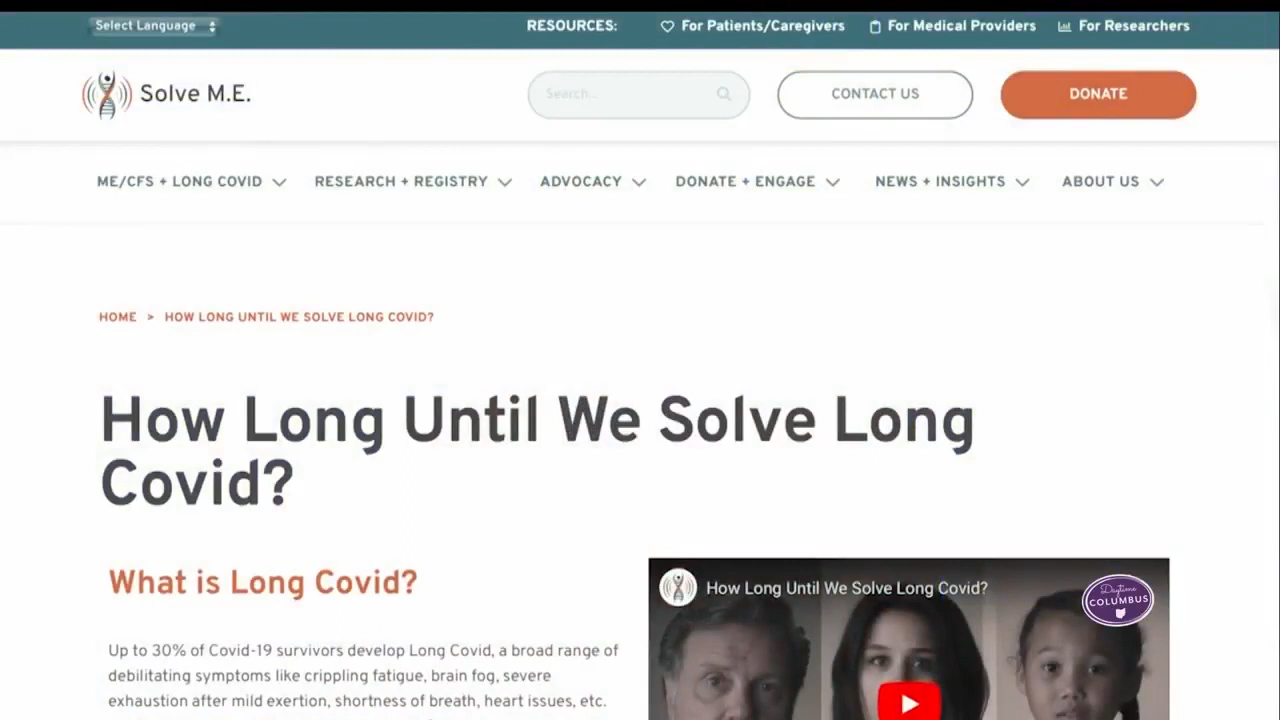 Select Language
RESOURCES:
For Patients/Caregivers
For Medical Providers
For Researchers
Solve M.E.
Search...
CONTACT US
DONATE
ME/CFS + LONG COVID
RESEARCH + REGISTRY
ADVOCACY
DONATE + ENGAGE
NEWS + INSIGHTS
ABOUT US
HOME > HOW LONG UNTIL WE SOLVE LONG COVID?
How Long Until We Solve Long
Covid?
What is Long Covid?
Up to 30% of Covid-19 survivors develop Long Covid, a broad range of
debilitating symptoms like crippling fatigue, brain fog, severe
exhaustion after mild exertion, shortness of breath, heart issues, etc.
How Long Until We Solve Long Covid?
Daytime
COLUMBUS